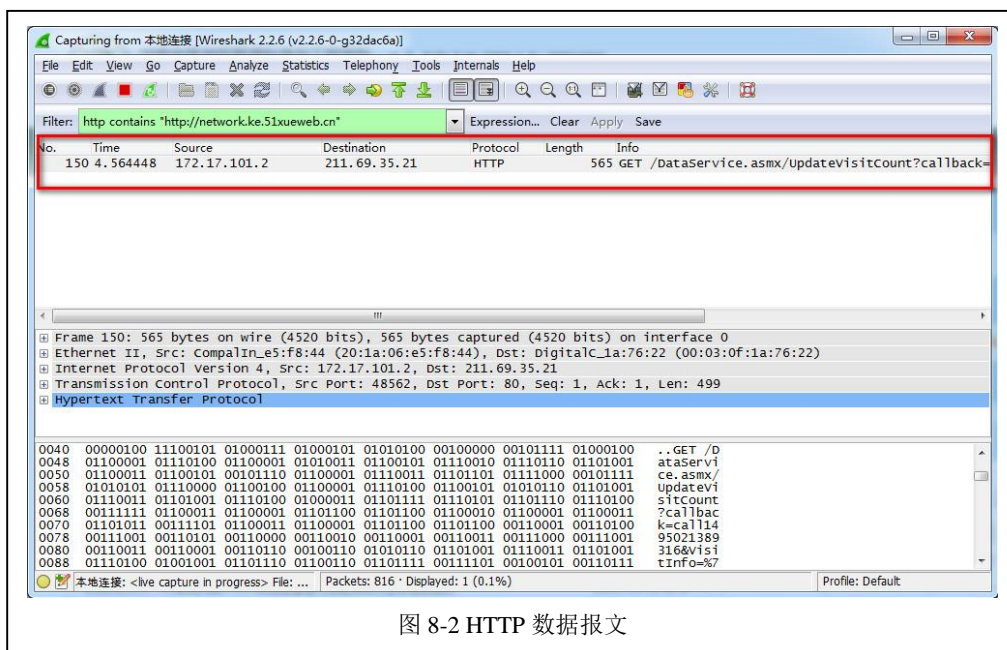 Capturing from 本地连接 [Wireshark 2.2.6 (v2.2.6-0-g32dac6a)]
File Edit View Go Capture Analyze Statistics Telephony Tools Internals Help
Filter: http contains "http://network.ke.51xueweb.cn" Expression... Clear Apply Save
No. Time Source Destination Protocol Length Info
150 4.564448 172.17.101.2 211.69.35.21 HTTP 565 GET /DataService.asmx/UpdateVisitCount?callback=
Frame 150: 565 bytes on wire (4520 bits), 565 bytes captured (4520 bits) on interface 0
Ethernet II, Src: CompalIn_e5:f8:44 (20:1a:06:e5:f8:44), Dst: DigitalC_1a:76:22 (00:03:0f:1a:76:22)
Internet Protocol Version 4, Src: 172.17.101.2, Dst: 211.69.35.21
Transmission Control Protocol, Src Port: 48562, Dst Port: 80, Seq: 1, Ack: 1, Len: 499
Hypertext Transfer Protocol
0040 00000100 11100101 01000111 01000101 01010100 00100000 00101111 01000100 ..GET /D
0048 01100001 01110100 01100001 01010011 01100101 01110010 01110110 01101001 ataServi
0050 01100011 01100101 00101110 01100001 01110011 01101101 01111000 00101111 ce.asmx/
0058 01010101 01110000 01100100 01100001 01110100 01100101 01010110 01101001 UpdateVi
0060 01110011 01101001 01110100 01000011 01101111 01110101 01101110 01110100 sitCount
0068 00111111 01100011 01100001 01101100 01101100 01100010 01100001 01100011 ?callbac
0070 01101011 00111101 01100011 01100001 01101100 01101100 00110001 00110100 k=call14
0078 00111001 00110101 00110000 00110010 00110001 00110011 00111000 00111001 95021389
0080 00110011 00110001 00110110 00100110 01010110 01101001 01110011 01101001 316&Visi
0088 01110100 01001001 01101110 01100110 01101111 00111101 00100101 00110111 tInfo=%7
本地连接: <live capture in progress> File: ... Packets: 816 · Displayed: 1 (0.1%) Profile: Default
图 8-2 HTTP 数据报文